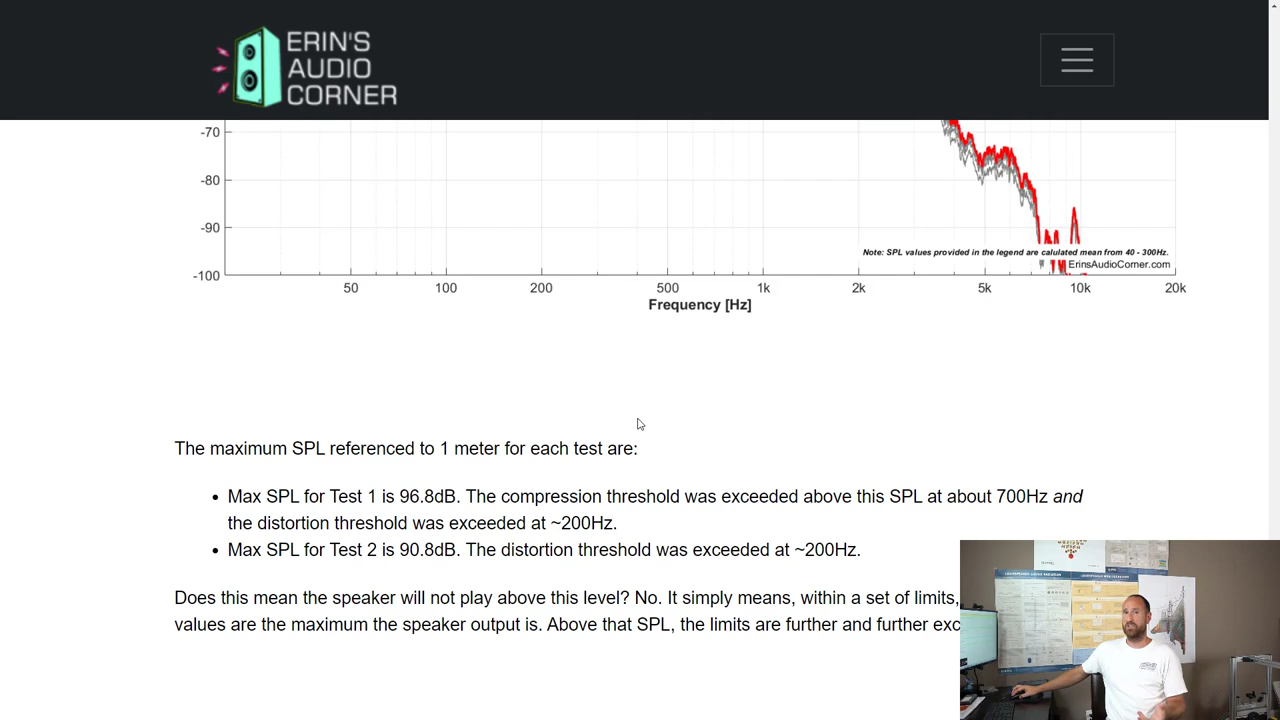 ERIN'S
AUDIO
CORNER
-70
-80
-90
-100
Note: SPL values provided in the legend are calulated mean from 40 - 300Hz.
ErinsAudioCorner.com
50 100 200 500 1k 2k 5k 10k 20k
Frequency [Hz]
The maximum SPL referenced to 1 meter for each test are:
• Max SPL for Test 1 is 96.8dB. The compression threshold was exceeded above this SPL at about 700Hz and
the distortion threshold was exceeded at ~200Hz.
• Max SPL for Test 2 is 90.8dB. The distortion threshold was exceeded at ~200Hz.
Does this mean the speaker will not play above this level? No. It simply means, within a set of limits,
values are the maximum the speaker output is. Above that SPL, the limits are further and further exc